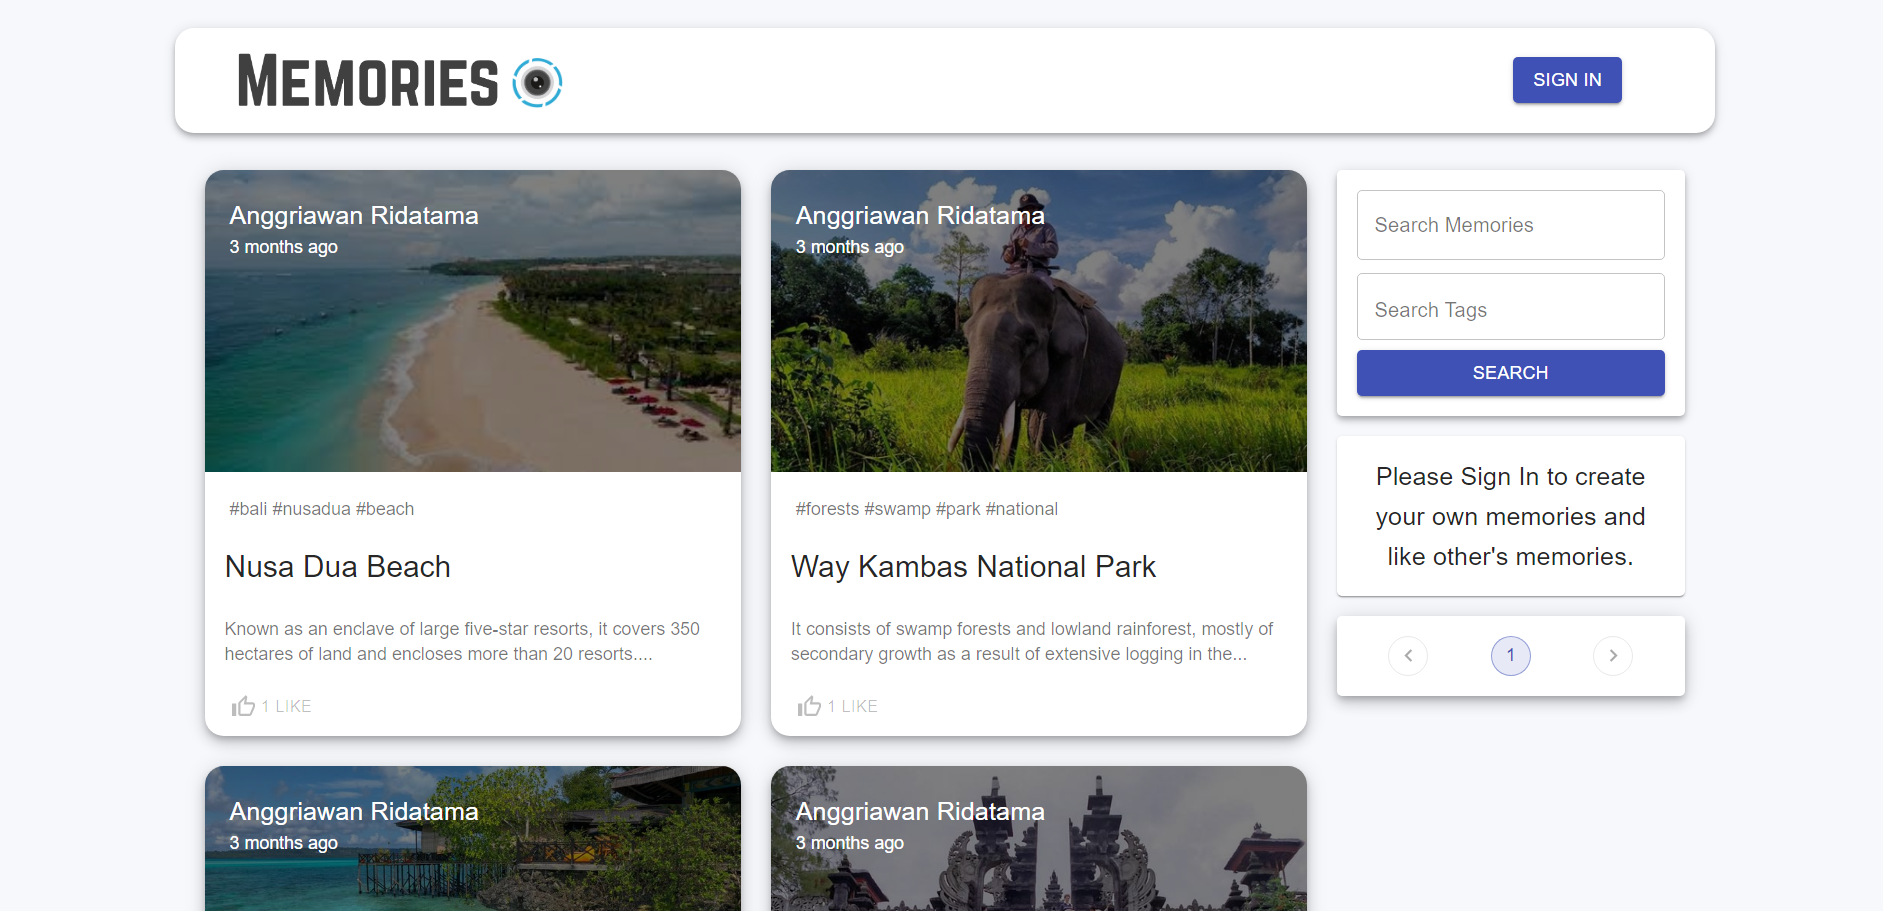 MEMORIES
SIGN IN
Anggriawan Ridatama
3 months ago
#bali #nusadua #beach
Nusa Dua Beach
Known as an enclave of large five-star resorts, it covers 350
hectares of land and encloses more than 20 resorts....
1 LIKE
Anggriawan Ridatama
3 months ago
#forests #swamp #park #national
Way Kambas National Park
It consists of swamp forests and lowland rainforest, mostly of
secondary growth as a result of extensive logging in the...
1 LIKE
Anggriawan Ridatama
3 months ago
Anggriawan Ridatama
3 months ago
Search Memories
Search Tags
SEARCH
Please Sign In to create
your own memories and
like other's memories.
1